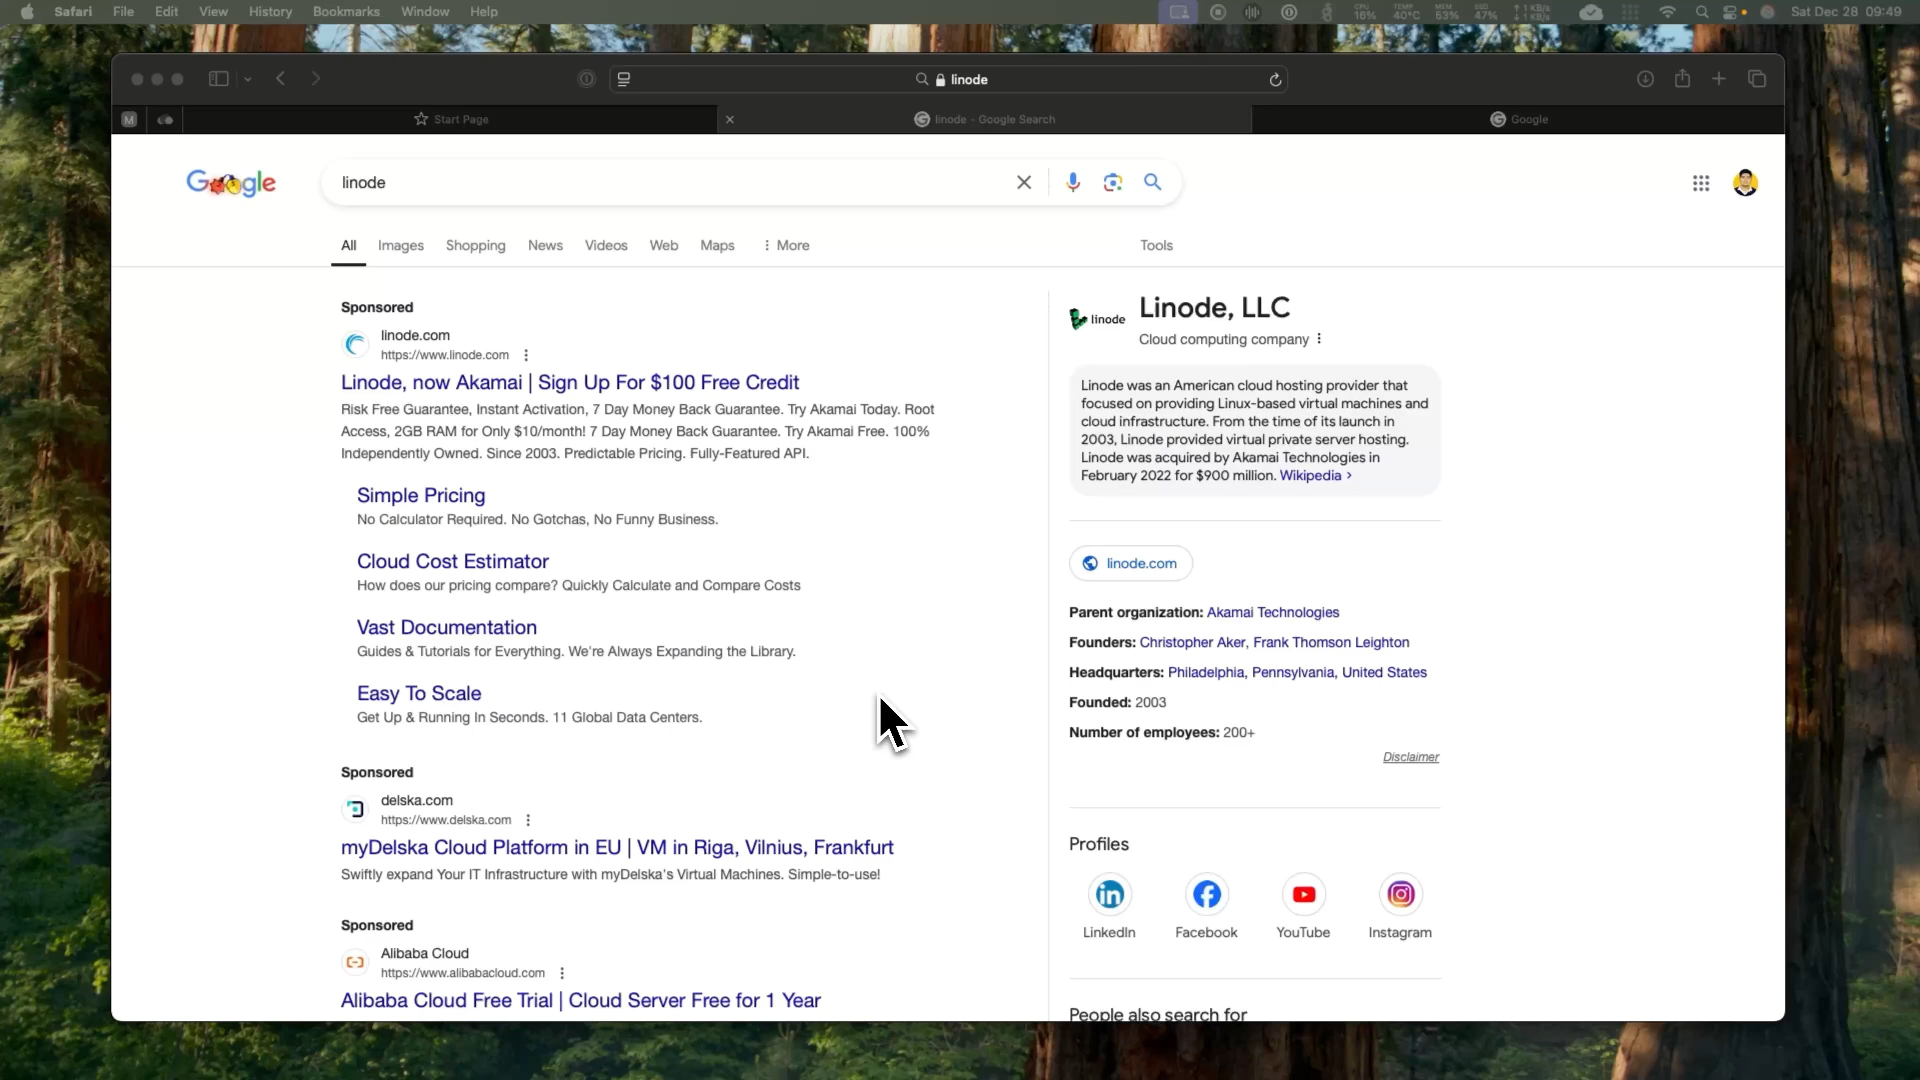 Safari File Edit View History Bookmarks Window Help
CPU 16% TEMP 40°C MEM 53% SSD 47% ↑ 1 KB/s ↓ 1 KB/s Sat Dec 28 09:49
linode
M Start Page linode - Google Search Google
Google linode
All Images Shopping News Videos Web Maps More Tools
Sponsored
linode.com
https://www.linode.com
Linode, now Akamai | Sign Up For $100 Free Credit
Risk Free Guarantee, Instant Activation, 7 Day Money Back Guarantee. Try Akamai Today. Root
Access, 2GB RAM for Only $10/month! 7 Day Money Back Guarantee. Try Akamai Free. 100%
Independently Owned. Since 2003. Predictable Pricing. Fully-Featured API.
Simple Pricing
No Calculator Required. No Gotchas, No Funny Business.
Cloud Cost Estimator
How does our pricing compare? Quickly Calculate and Compare Costs
Vast Documentation
Guides & Tutorials for Everything. We're Always Expanding the Library.
Easy To Scale
Get Up & Running In Seconds. 11 Global Data Centers.
Sponsored
delska.com
https://www.delska.com
myDelska Cloud Platform in EU | VM in Riga, Vilnius, Frankfurt
Swiftly expand Your IT Infrastructure with myDelska's Virtual Machines. Simple-to-use!
Sponsored
Alibaba Cloud
https://www.alibabacloud.com
Alibaba Cloud Free Trial | Cloud Server Free for 1 Year
linode
Linode, LLC
Cloud computing company
Linode was an American cloud hosting provider that
focused on providing Linux-based virtual machines and
cloud infrastructure. From the time of its launch in
2003, Linode provided virtual private server hosting.
Linode was acquired by Akamai Technologies in
February 2022 for $900 million. Wikipedia ›
linode.com
Parent organization: Akamai Technologies
Founders: Christopher Aker, Frank Thomson Leighton
Headquarters: Philadelphia, Pennsylvania, United States
Founded: 2003
Number of employees: 200+
Disclaimer
Profiles
LinkedIn Facebook YouTube Instagram
People also search for